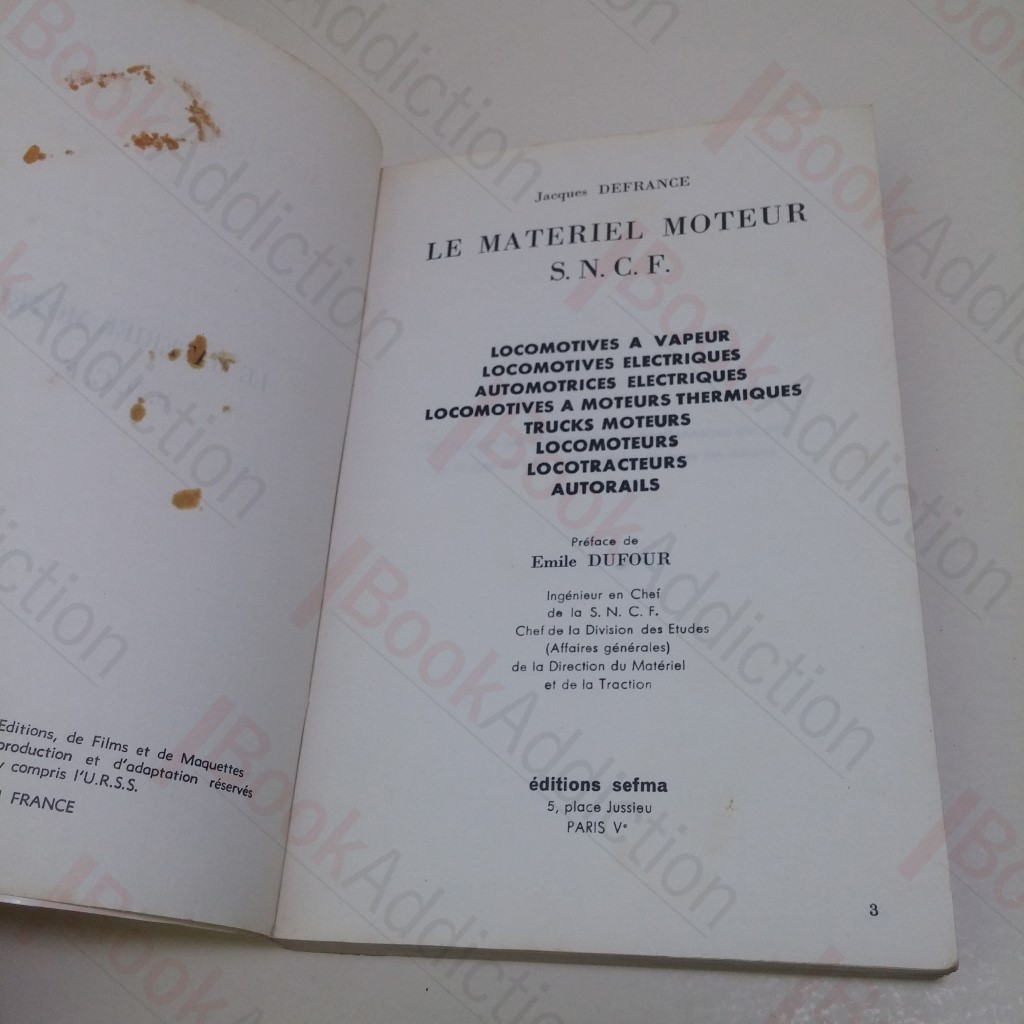 Editions, de Films et de Maquettes
production et d'adaptation réservés
y compris l'U.R.S.S.
FRANCE
Jacques DEFRANCE
LE MATERIEL MOTEUR
S. N. C. F.
LOCOMOTIVES A VAPEUR
LOCOMOTIVES ELECTRIQUES
AUTOMOTRICES ELECTRIQUES
LOCOMOTIVES A MOTEURS THERMIQUES
TRUCKS MOTEURS
LOCOMOTEURS
LOCOTRACTEURS
AUTORAILS
Préface de
Emile DUFOUR
Ingénieur en Chef
de la S. N. C. F.
Chef de la Division des Etudes
(Affaires générales)
de la Direction du Matériel
et de la Traction
éditions sefma
5, place Jussieu
PARIS Vᵉ
3
BookAddiction